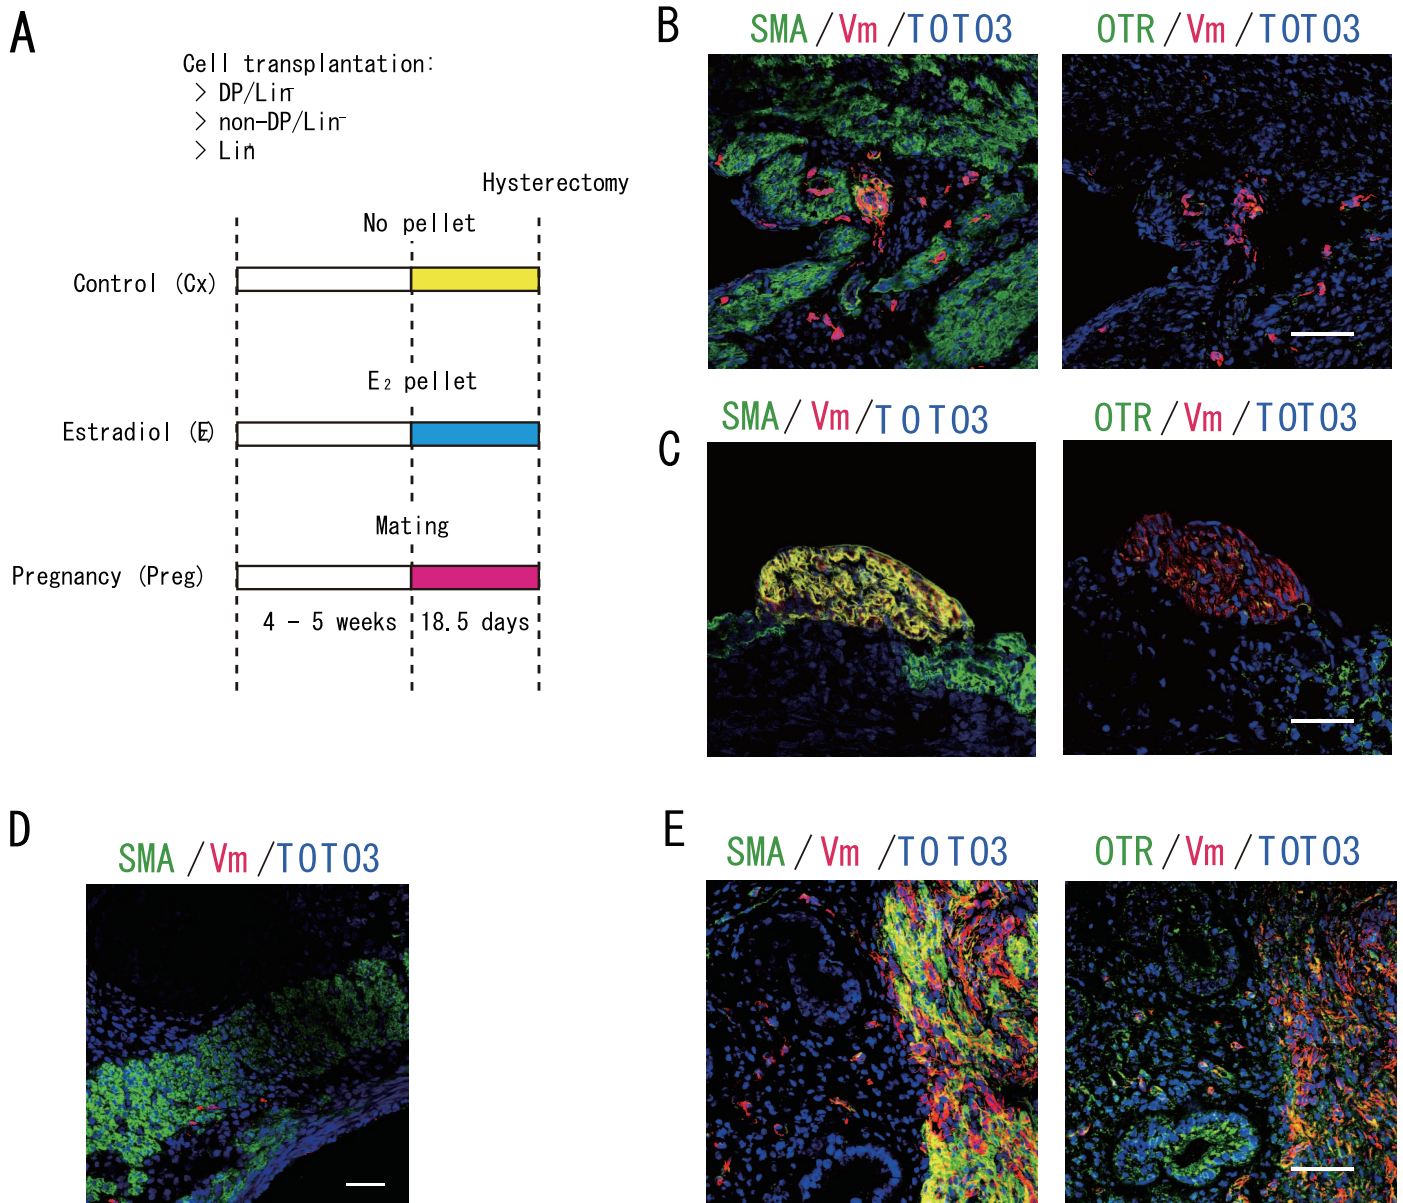 A
Cell transplantation:
> DP/Lin⁻
> non-DP/Lin⁻
> Lin⁺
Hysterectomy
No pellet
Control (Cx)
E₂ pellet
Estradiol (E)
Mating
Pregnancy (Preg)
4 - 5 weeks 18.5 days
B
SMA / Vm / TOTO3
OTR / Vm / TOTO3
C
SMA / Vm / TOTO3
OTR / Vm / TOTO3
D
SMA / Vm / TOTO3
E
SMA / Vm / TOTO3
OTR / Vm / TOTO3